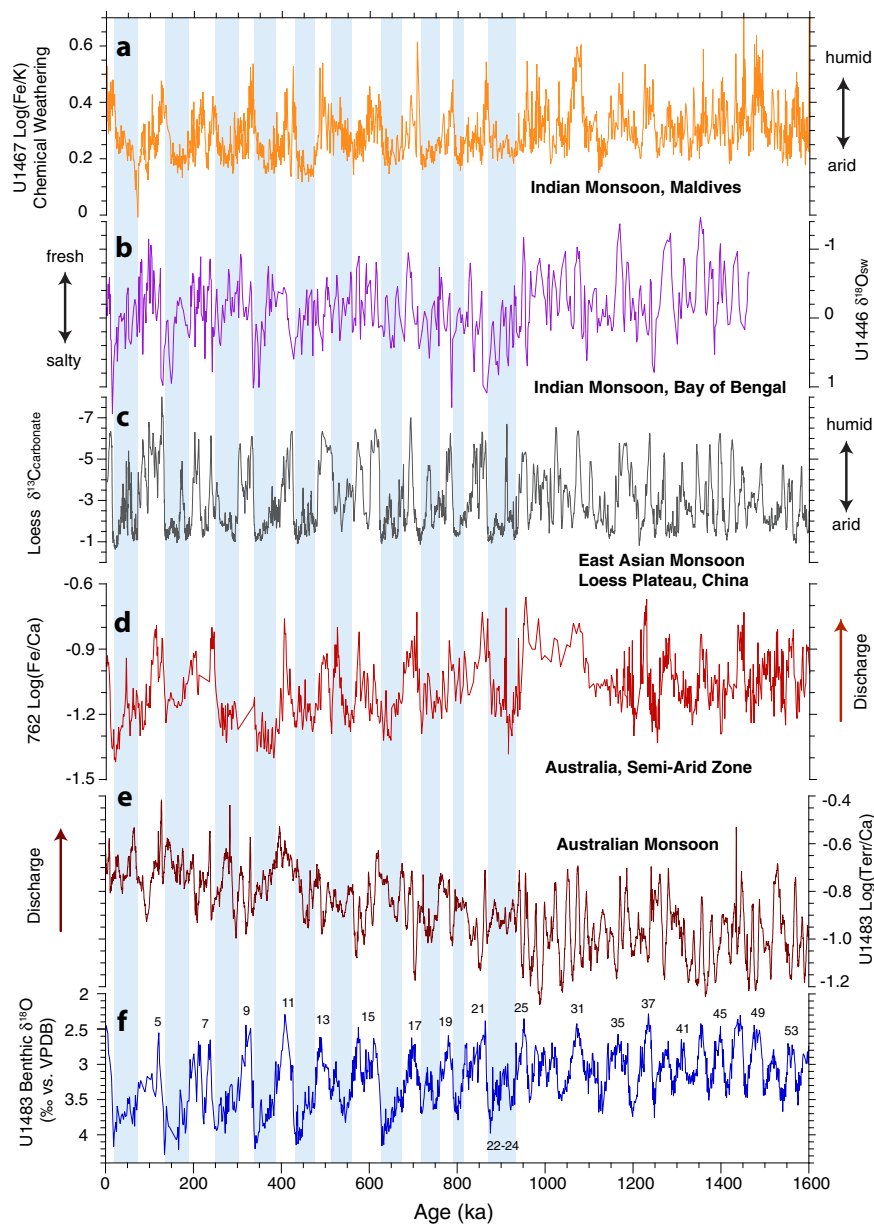 a
0.6
0.4
0.2
0
U1467 Log(Fe/K)
Chemical Weathering
humid
arid
Indian Monsoon, Maldives
b
fresh
salty
-1
0
1
U1446 δ18Osw
Indian Monsoon, Bay of Bengal
c
-7
-5
-3
-1
Loess δ13Ccarbonate
humid
arid
East Asian Monsoon
Loess Plateau, China
d
-0.6
-0.9
-1.2
-1.5
762 Log(Fe/Ca)
Discharge
Australia, Semi-Arid Zone
e
Discharge
Australian Monsoon
-0.4
-0.6
-0.8
-1.0
-1.2
U1483 Log(Terr/Ca)
f
2
2.5
3.0
3.5
4
U1483 Benthic δ18O
(‰ vs. VPDB)
5 7 9 11 13 15 17 19 21 25 31 35 37 41 45 49 53
22-24
0 200 400 600 800 1000 1200 1400 1600
Age (ka)